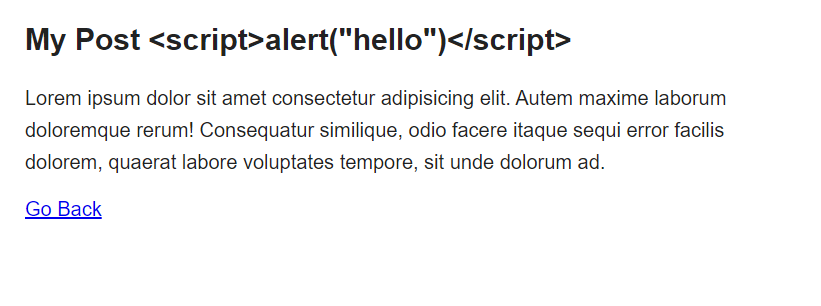 My Post <script>alert("hello")</script>
Lorem ipsum dolor sit amet consectetur adipisicing elit. Autem maxime laborum
doloremque rerum! Consequatur similique, odio facere itaque sequi error facilis
dolorem, quaerat labore voluptates tempore, sit unde dolorum ad.
Go Back